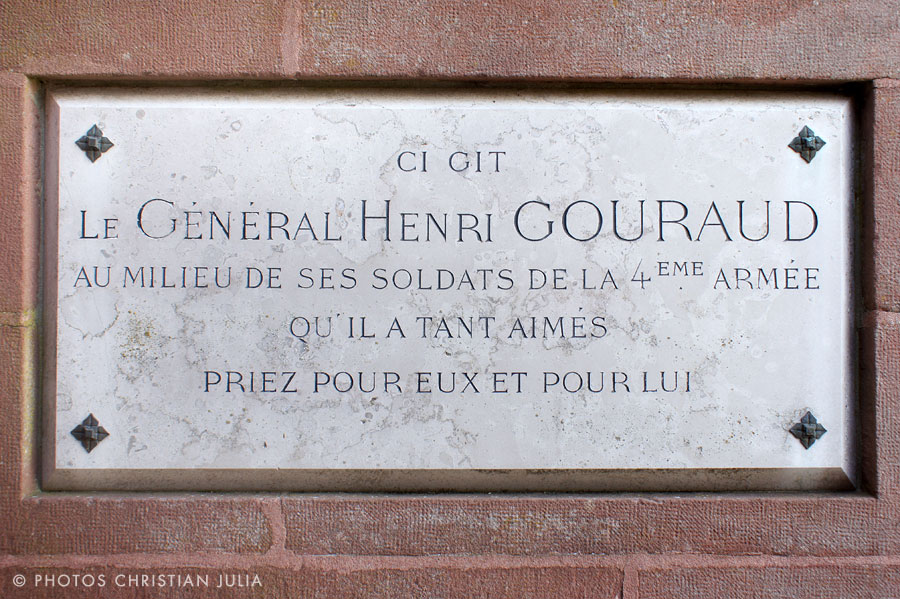 CI GIT
LE GÉNÉRAL HENRI GOURAUD
AU MILIEU DE SES SOLDATS DE LA 4EME ARMÉE
QU'IL A TANT AIMÉS
PRIEZ POUR EUX ET POUR LUI
© PHOTOS CHRISTIAN JULIA